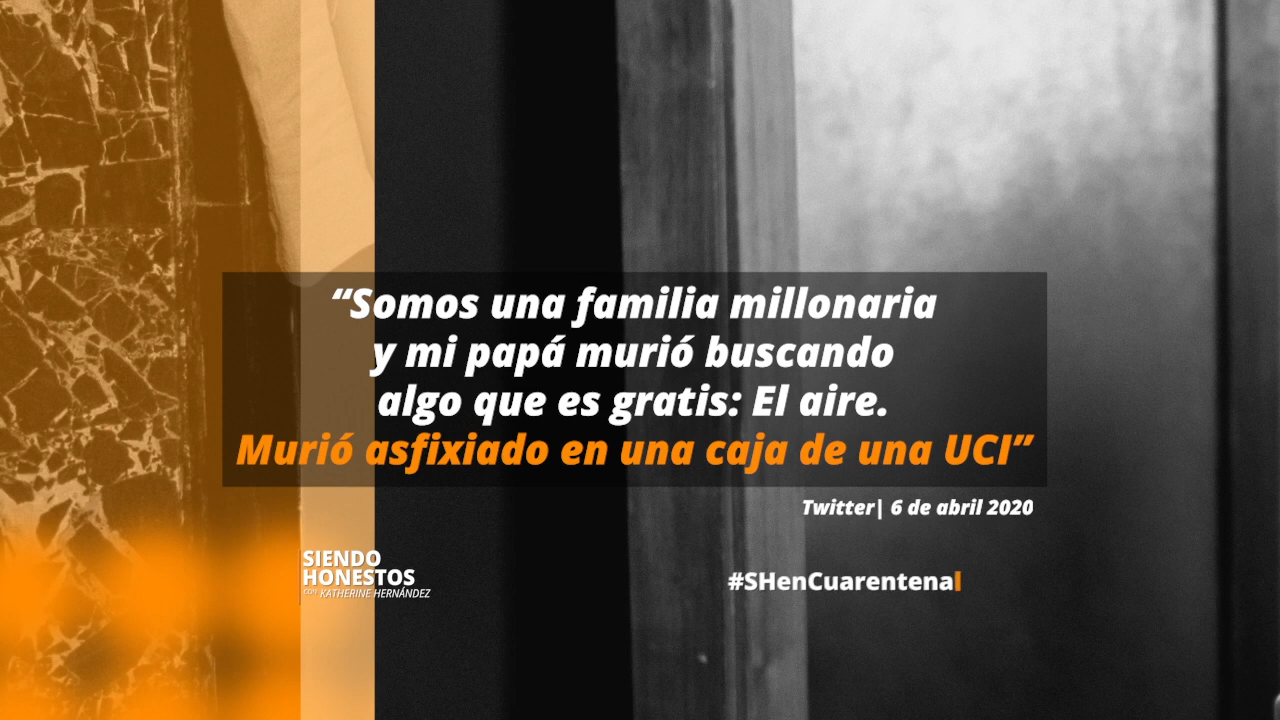 “Somos una familia millonaria
y mi papá murió buscando
algo que es gratis: El aire.
Murió asfixiado en una caja de una UCI”
Twitter| 6 de abril 2020
SIENDO
HONESTOS
CON KATHERINE HERNÁNDEZ
#SHenCuarentena